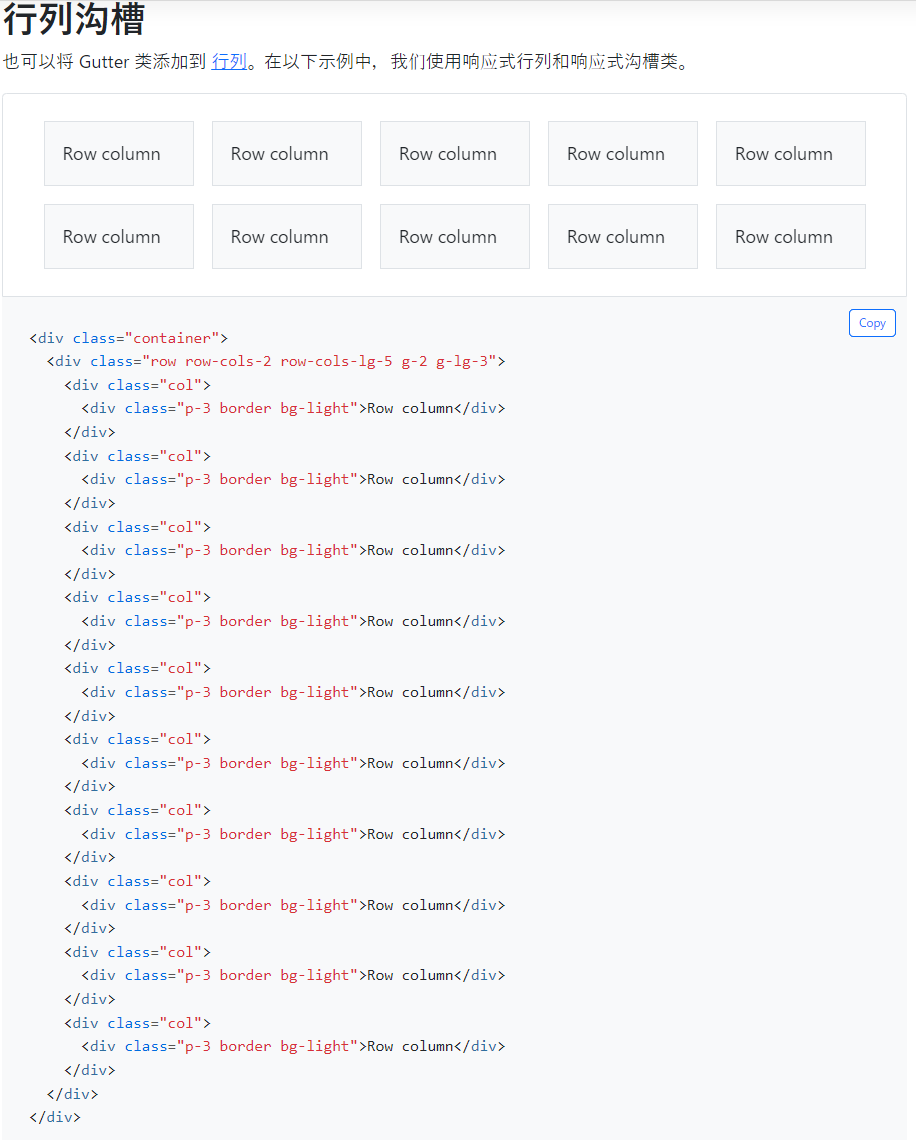 行列沟槽
也可以将 Gutter 类添加到 行列。在以下示例中，我们使用响应式行列和响应式沟槽类。
Row column Row column Row column Row column Row column
Row column Row column Row column Row column Row column
Copy
<div class="container">
  <div class="row row-cols-2 row-cols-lg-5 g-2 g-lg-3">
    <div class="col">
      <div class="p-3 border bg-light">Row column</div>
    </div>
    <div class="col">
      <div class="p-3 border bg-light">Row column</div>
    </div>
    <div class="col">
      <div class="p-3 border bg-light">Row column</div>
    </div>
    <div class="col">
      <div class="p-3 border bg-light">Row column</div>
    </div>
    <div class="col">
      <div class="p-3 border bg-light">Row column</div>
    </div>
    <div class="col">
      <div class="p-3 border bg-light">Row column</div>
    </div>
    <div class="col">
      <div class="p-3 border bg-light">Row column</div>
    </div>
    <div class="col">
      <div class="p-3 border bg-light">Row column</div>
    </div>
    <div class="col">
      <div class="p-3 border bg-light">Row column</div>
    </div>
    <div class="col">
      <div class="p-3 border bg-light">Row column</div>
    </div>
  </div>
</div>